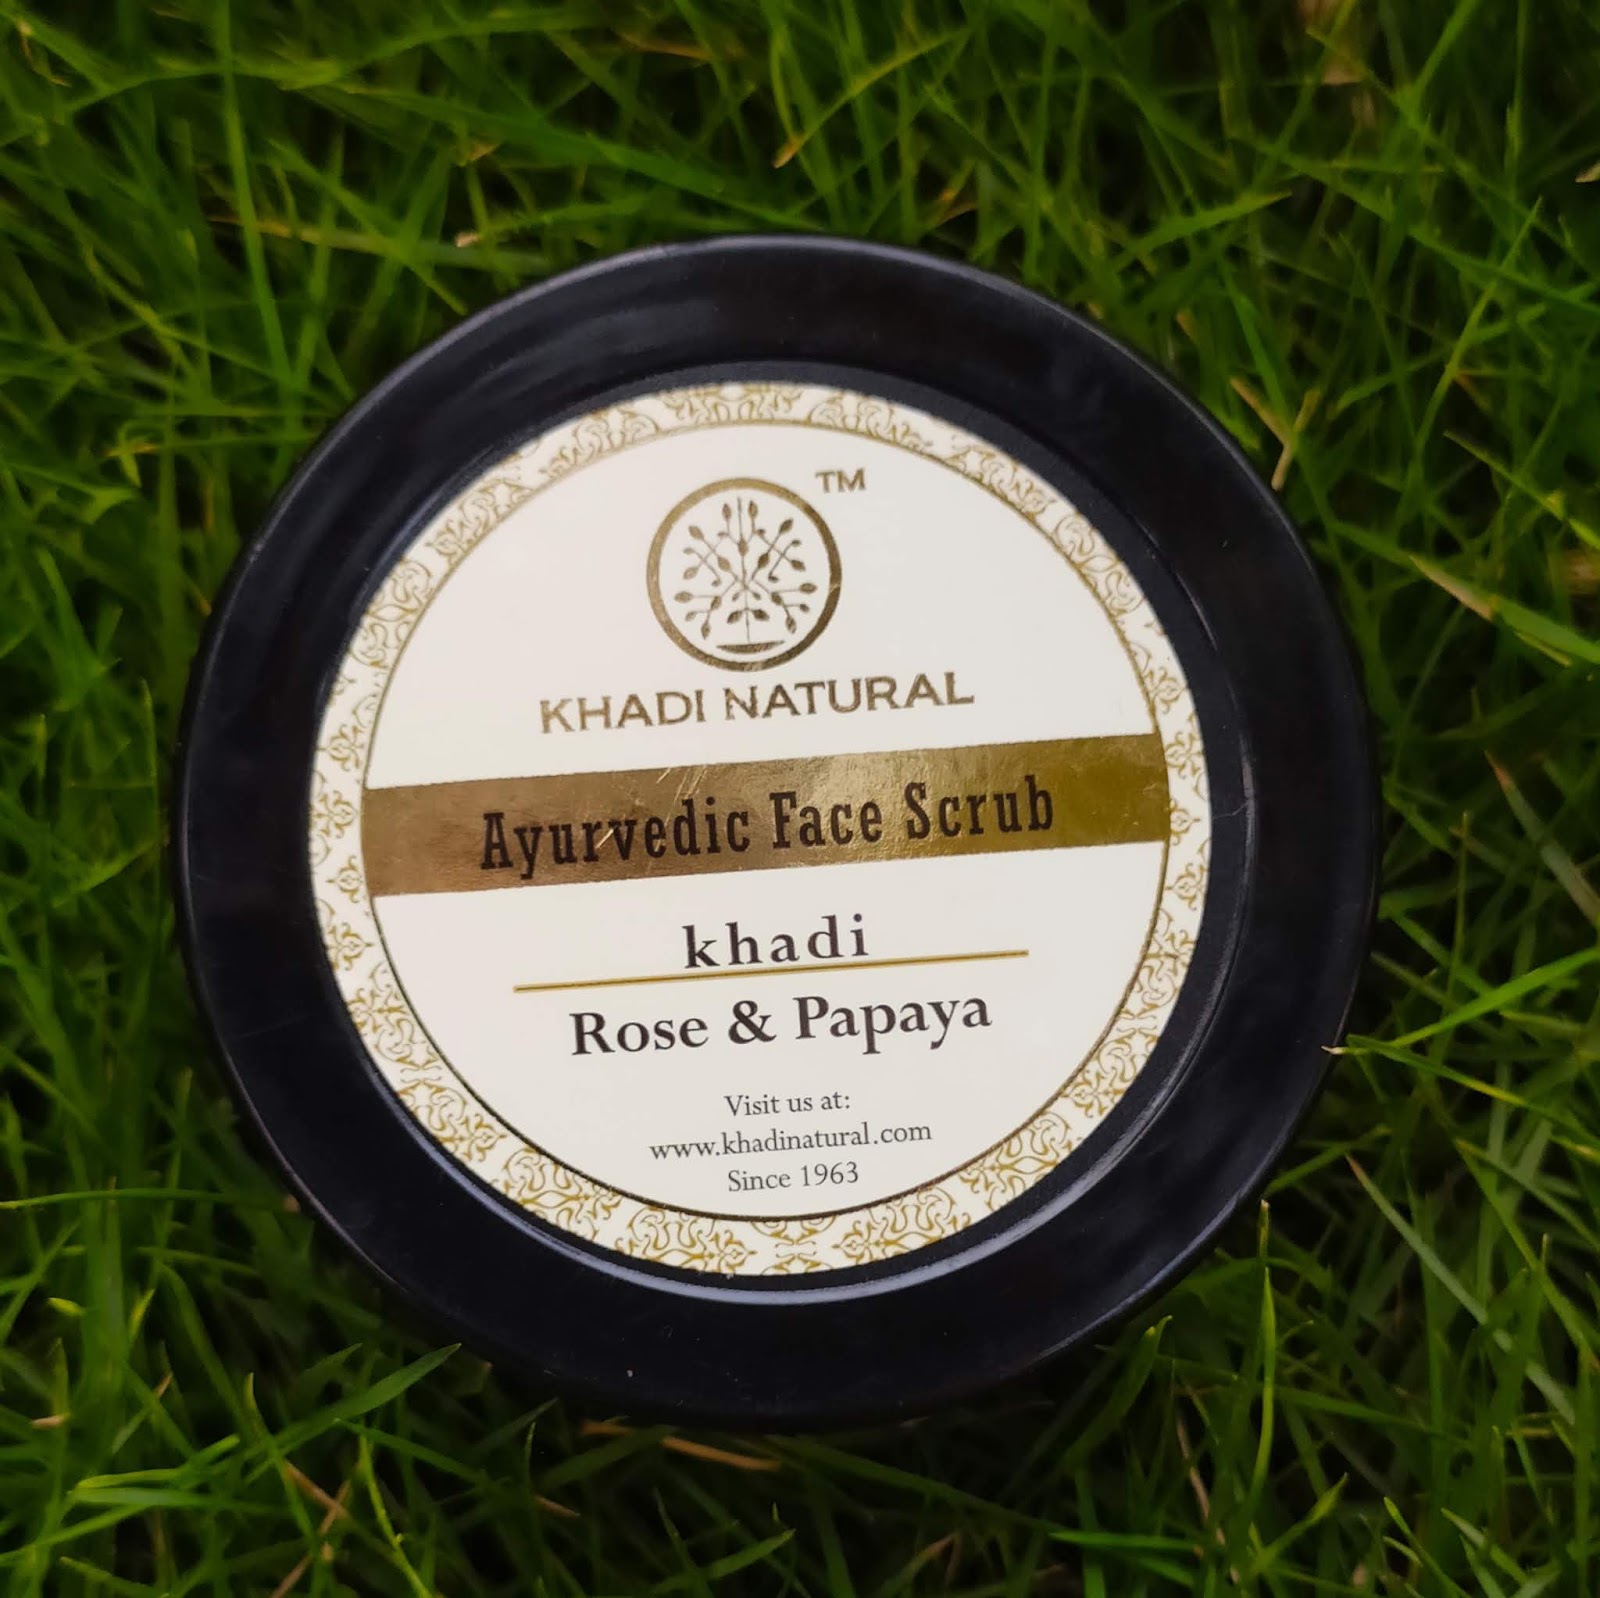 TM
KHADI NATURAL
Ayurvedic Face Scrub
khadi
Rose & Papaya
Visit us at:
www.khadinatural.com
Since 1963